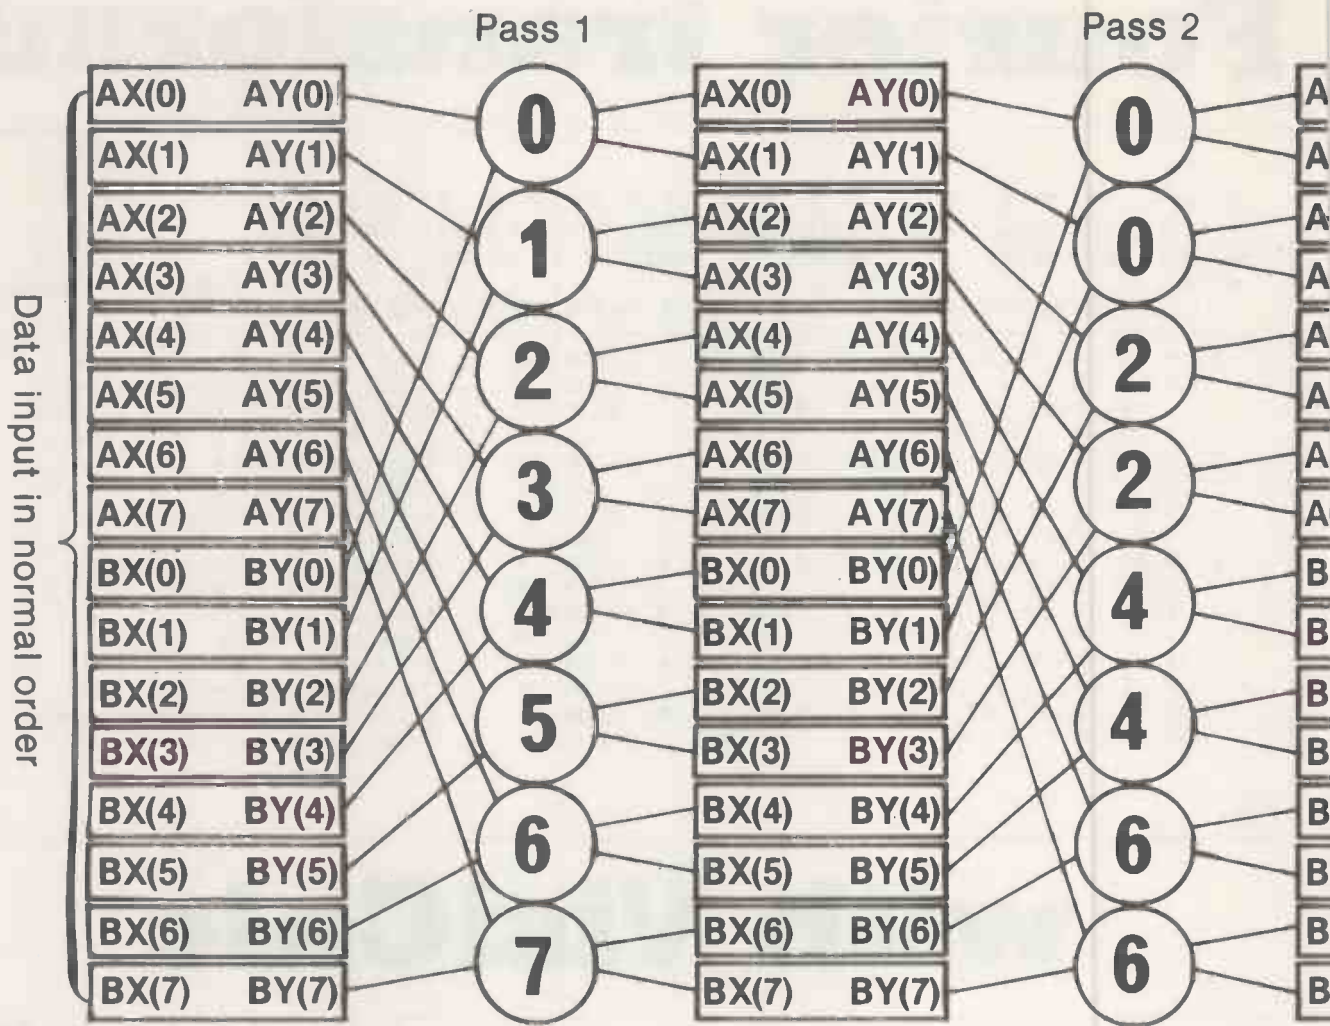 Pass 1 Pass 2
AX(0) AY(0) 0 AX(0) AY(0) 0 A
AX(1) AY(1) AX(1) AY(1) A
AX(2) AY(2) 1 AX(2) AY(2) 0 A
AX(3) AY(3) AX(3) AY(3) A
AX(4) AY(4) 2 AX(4) AY(4) 2 A
AX(5) AY(5) AX(5) AY(5) A
AX(6) AY(6) 3 AX(6) AY(6) 2 A
AX(7) AY(7) AX(7) AY(7) A
BX(0) BY(0) 4 BX(0) BY(0) 4 B
BX(1) BY(1) BX(1) BY(1) B
BX(2) BY(2) 5 BX(2) BY(2) 4 B
BX(3) BY(3) BX(3) BY(3) B
BX(4) BY(4) 6 BX(4) BY(4) 6 B
BX(5) BY(5) BX(5) BY(5) B
BX(6) BY(6) 7 BX(6) BY(6) 6 B
BX(7) BY(7) BX(7) BY(7) B
Data input in normal order